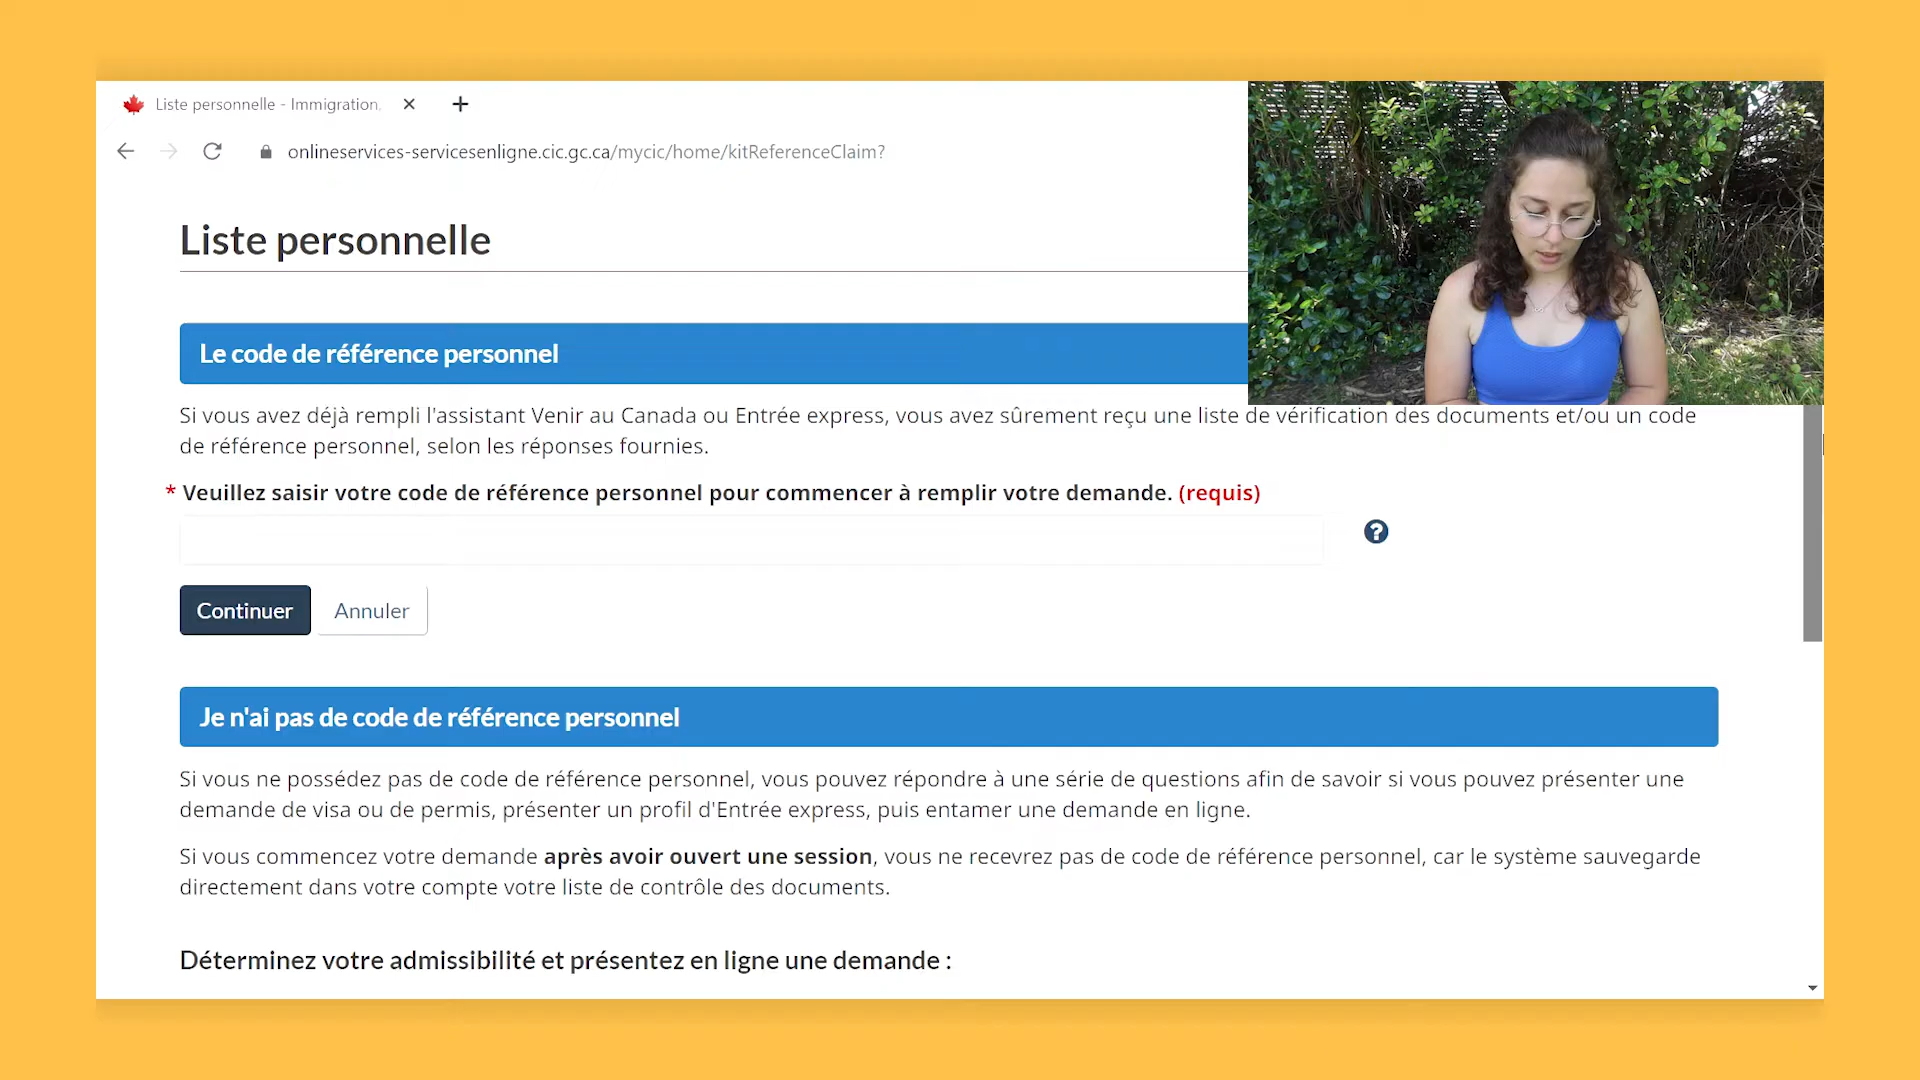 Liste personnelle - Immigration,
onlineservices-servicesenligne.cic.gc.ca/mycic/home/kitReferenceClaim?
Liste personnelle
Le code de référence personnel
Si vous avez déjà rempli l'assistant Venir au Canada ou Entrée express, vous avez sûrement reçu une liste de vérification des documents et/ou un code
de référence personnel, selon les réponses fournies.
* Veuillez saisir votre code de référence personnel pour commencer à remplir votre demande. (requis)
?
Continuer Annuler
Je n'ai pas de code de référence personnel
Si vous ne possédez pas de code de référence personnel, vous pouvez répondre à une série de questions afin de savoir si vous pouvez présenter une
demande de visa ou de permis, présenter un profil d'Entrée express, puis entamer une demande en ligne.
Si vous commencez votre demande après avoir ouvert une session, vous ne recevrez pas de code de référence personnel, car le système sauvegarde
directement dans votre compte votre liste de contrôle des documents.
Déterminez votre admissibilité et présentez en ligne une demande :